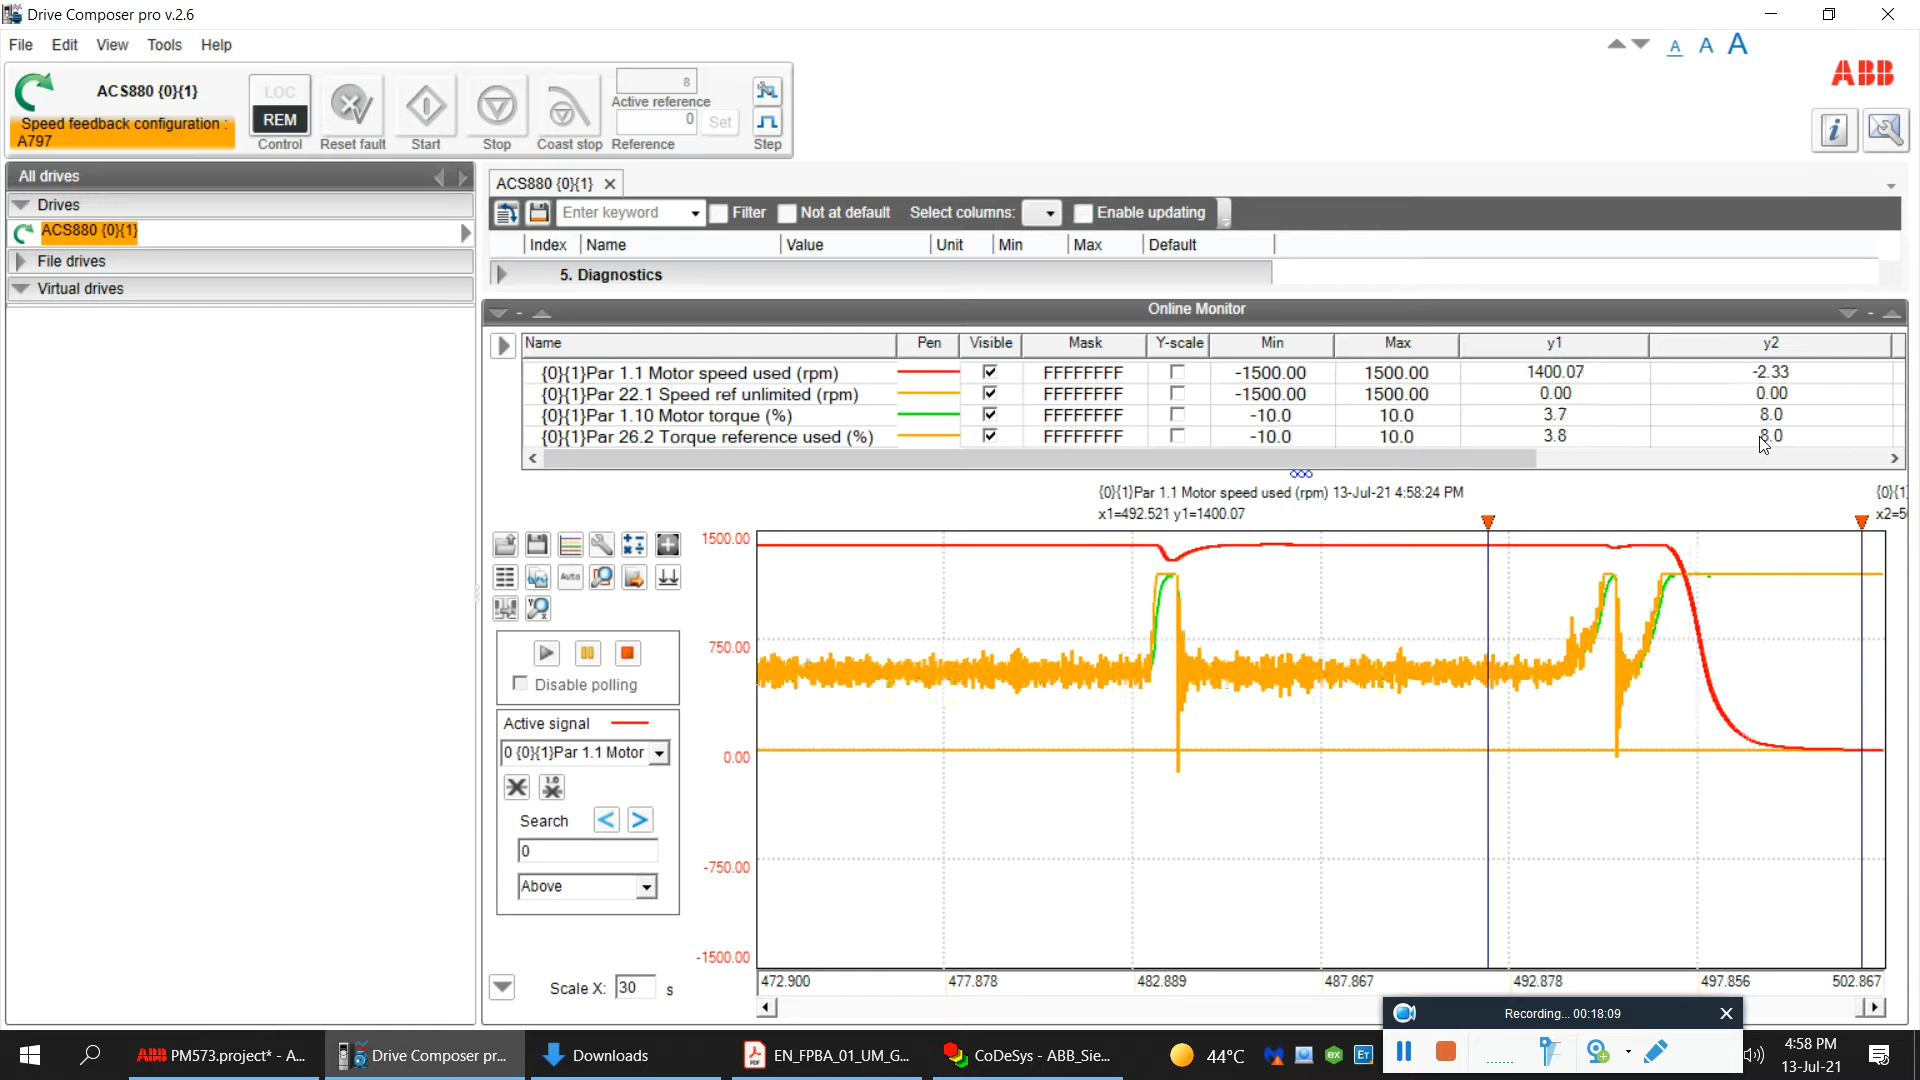 Drive Composer pro v.2.6
File Edit View Tools Help
A A A
ABB
ACS880 {0}{1}
Speed feedback configuration :
A797
LOC
REM
Control
Reset fault
Start
Stop
Coast stop
8
Active reference
0
Set
Reference
Step
All drives
Drives
ACS880 {0}{1}
File drives
Virtual drives
ACS880 {0}{1}
Enter keyword
Filter
Not at default
Select columns:
Enable updating
Index Name Value Unit Min Max Default
5. Diagnostics
Online Monitor
Name Pen Visible Mask Y-scale Min Max y1 y2
{0}{1}Par 1.1 Motor speed used (rpm) FFFFFFFF -1500.00 1500.00 1400.07 -2.33
{0}{1}Par 22.1 Speed ref unlimited (rpm) FFFFFFFF -1500.00 1500.00 0.00 0.00
{0}{1}Par 1.10 Motor torque (%) FFFFFFFF -10.0 10.0 3.7 8.0
{0}{1}Par 26.2 Torque reference used (%) FFFFFFFF -10.0 10.0 3.8 8.0
{0}{1}Par 1.1 Motor speed used (rpm) 13-Jul-21 4:58:24 PM
x1=492.521 y1=1400.07
{0}{1}
x2=5
Auto
Disable polling
Active signal
0 {0}{1}Par 1.1 Motor
1.0
Search
0
Above
Scale X: 30 s
1500.00
750.00
0.00
-750.00
-1500.00
472.900 477.878 482.889 487.867 492.878 497.856 502.867
Recording... 00:18:09
PM573.project* - A...
Drive Composer pr...
Downloads
EN_FPBA_01_UM_G...
CoDeSys - ABB_Sie...
44°C
4:58 PM
13-Jul-21